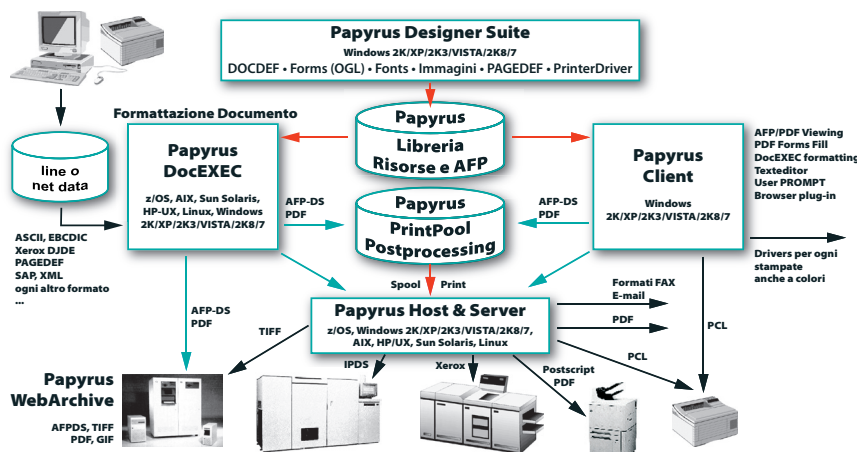 Papyrus Designer Suite
Windows 2K/XP/2K3/VISTA/2K8/7
DOCDEF • Forms (OGL) • Fonts • Immagini • PAGEDEF • PrinterDriver
Formattazione Documento
Papyrus
Libreria
Risorse e AFP
line o
net data
Papyrus
DocEXEC
z/OS, AIX, Sun Solaris,
HP-UX, Linux, Windows
2K/XP/2K3/VISTA/2K8/7
AFP-DS
PDF
Papyrus
PrintPool
Postprocessing
AFP-DS
PDF
Papyrus
Client
Windows
2K/XP/2K3/VISTA/2K8/7
AFP/PDF Viewing
PDF Forms Fill
DocEXEC formatting
Texteditor
User PROMPT
Browser plug-in
ASCII, EBCDIC
Xerox DJDE
PAGEDEF
SAP, XML
ogni altro formato
...
Drivers per ogni
stampate
anche a colori
Spool Print
Formati FAX
E-mail
AFP-DS
PDF
TIFF
Papyrus Host & Server
z/OS, Windows 2K/XP/2K3/VISTA/2K8/7,
AIX, HP/UX, Sun Solaris, Linux
PDF
PCL
PCL
IPDS
Xerox
Postscript
PDF
Papyrus
WebArchive
AFPDS, TIFF
PDF, GIF